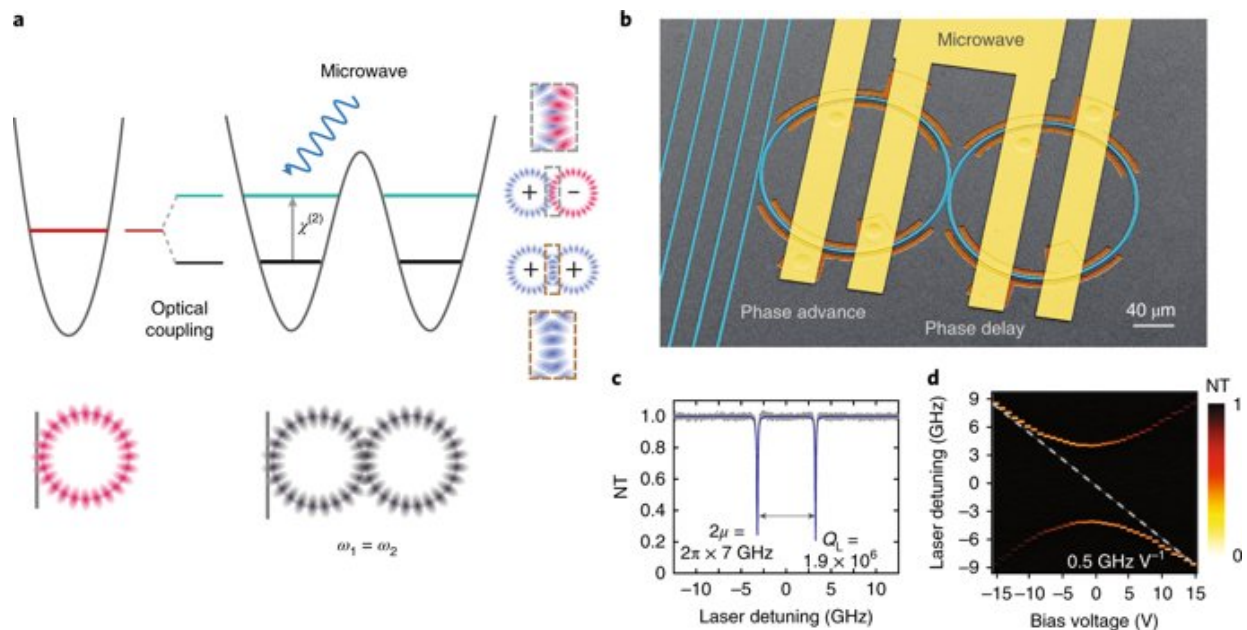 a
Microwave
χ(2)
Optical
coupling
+
−
+
+
ω1 = ω2
b
Microwave
Phase advance
Phase delay
40 μm
c
NT
1.0
0.8
0.6
0.4
0.2
0
2μ =
2π × 7 GHz
QL =
1.9 × 10⁶
−10
−5
0
5
10
Laser detuning (GHz)
d
NT
1
0
Laser detuning (GHz)
9
6
3
0
−3
−6
−9
0.5 GHz V⁻¹
−15
−10
−5
0
5
10
15
Bias voltage (V)